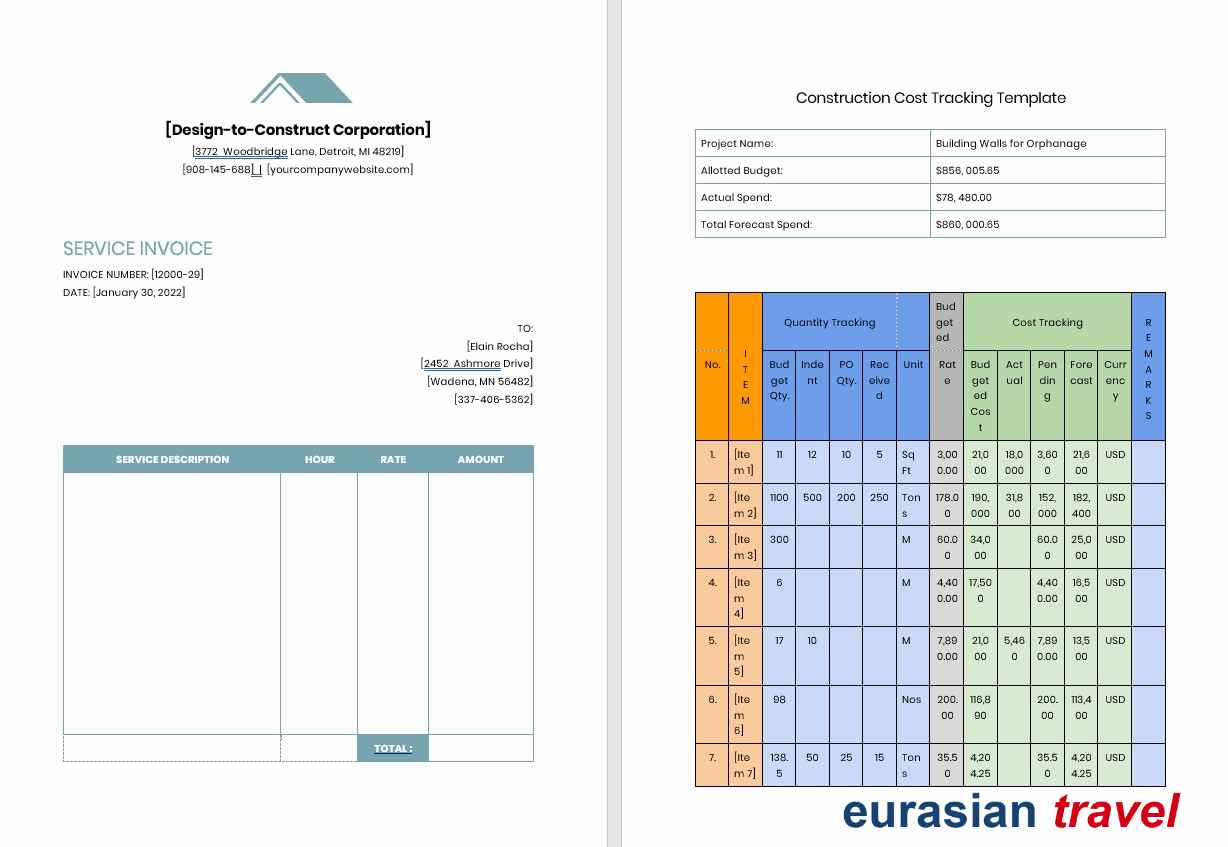 [Design-to-Construct Corporation]
[3772 Woodbridge Lane, Detroit, MI 48219]
[908-145-688] | [yourcompanywebsite.com]
SERVICE INVOICE
INVOICE NUMBER: [12000-29]
DATE: [January 30, 2022]
TO:
[Elain Rocha]
[2452 Ashmore Drive]
[Wadena, MN 56482]
[337-406-5362]
SERVICE DESCRIPTION HOUR RATE AMOUNT
TOTAL:
Construction Cost Tracking Template
Project Name: Building Walls for Orphanage
Allotted Budget: $856, 005.65
Actual Spend: $78, 480.00
Total Forecast Spend: $860, 000.65
No. ITEM Quantity Tracking Budgeted Cost Tracking REMARKS
Budget Qty. Indent PO Qty. Received Unit Rate Budgeted Cost Actual Pending Forecast Currency
1. [Item 1] 11 12 10 5 Sq Ft 3,000.00 21,000 18,0000 3,600 21,600 USD
2. [Item 2] 1100 500 200 250 Tons 178.00 190,000 31,800 152,000 182,400 USD
3. [Item 3] 300 M 60.00 34,000 60.00 25,000 USD
4. [Item 4] 6 M 4,400.00 17,500 4,400.00 16,500 USD
5. [Item 5] 17 10 M 7,890.00 21,000 5,460 7,890.00 13,500 USD
6. [Item 6] 98 Nos 200.00 116,890 200.00 113,400 USD
7. [Item 7] 138.5 50 25 15 Tons 35.50 4,204.25 35.50 4,204.25 USD
eurasian travel